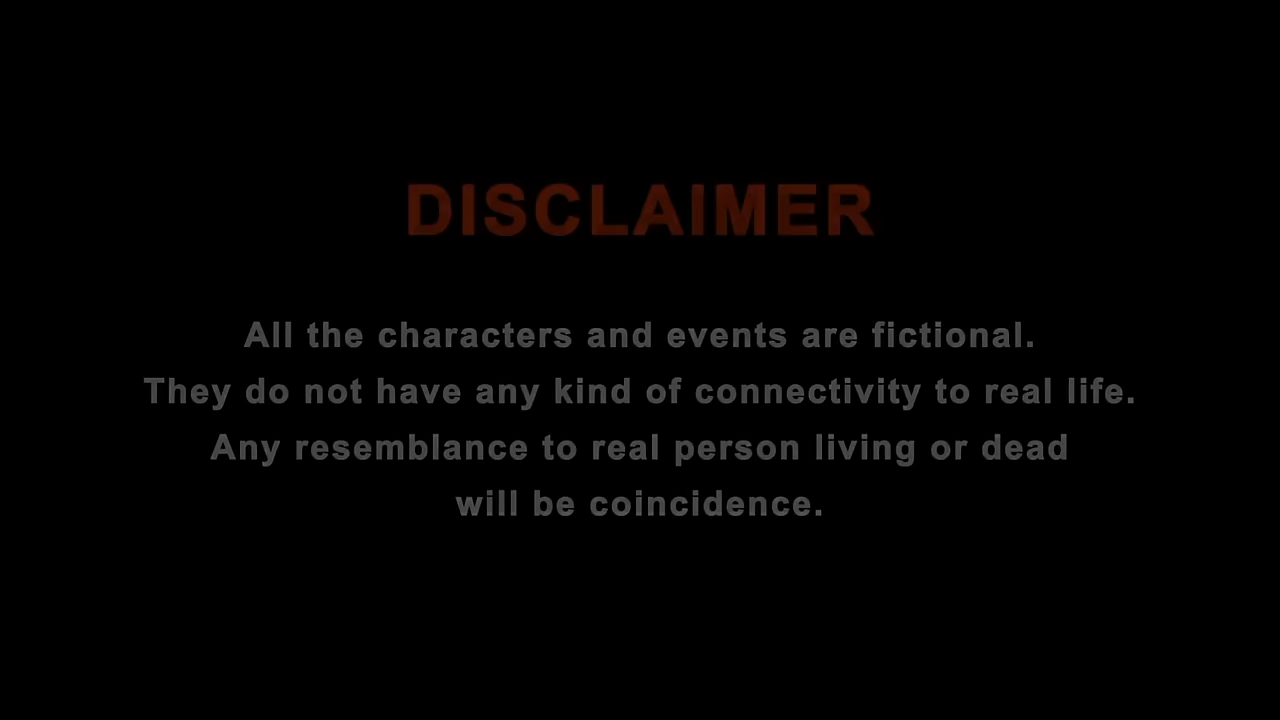 DISCLAIMER
All the characters and events are fictional.
They do not have any kind of connectivity to real life.
Any resemblance to real person living or dead
will be coincidence.